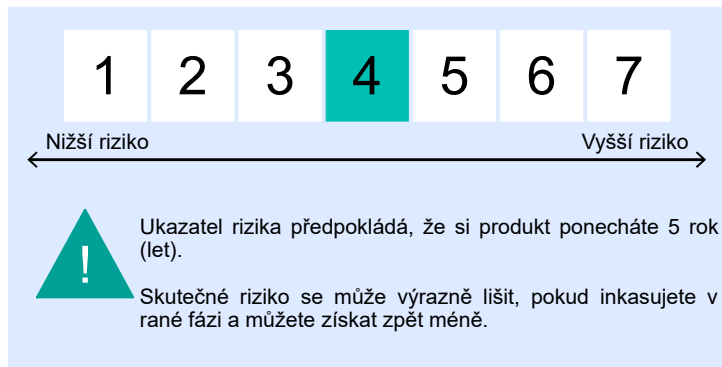 1 2 3 4 5 6 7
Nižší riziko Vyšší riziko
!
Ukazatel rizika předpokládá, že si produkt ponecháte 5 rok
(let).
Skutečné riziko se může výrazně lišit, pokud inkasujete v
rané fázi a můžete získat zpět méně.